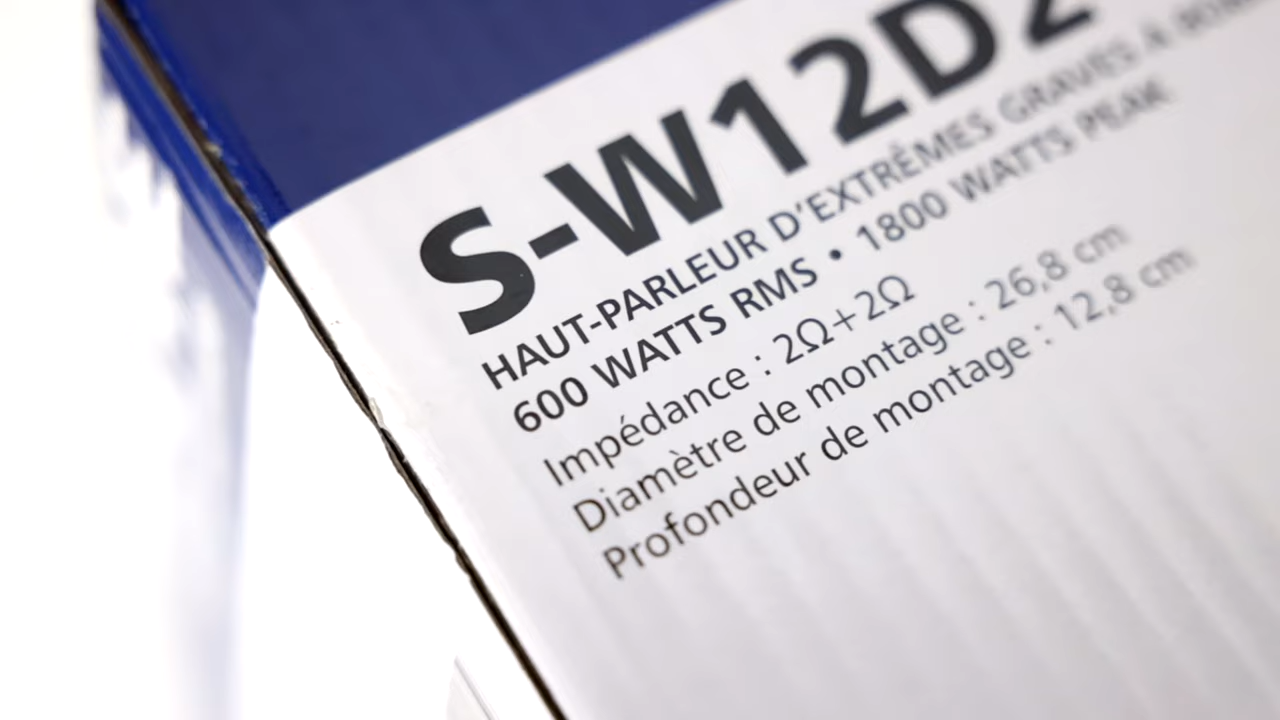 S-W12D2
HAUT-PARLEUR D'EXTRÊMES GRAVES À
600 WATTS RMS • 1800 WATTS PEAK
Impédance : 2Ω+2Ω
Diamètre de montage : 26,8 cm
Profondeur de montage : 12,8 cm